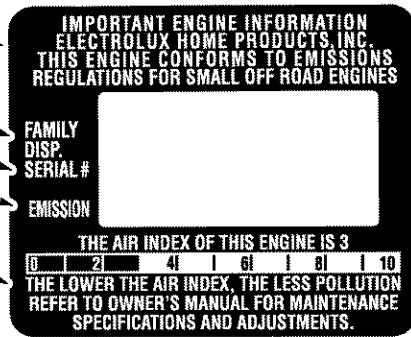 IMPORTANT ENGINE INFORMATION
ELECTROLUX HOME PRODUCTS, INC.
THIS ENGINE CONFORMS TO EMISSIONS
REGULATIONS FOR SMALL OFF ROAD ENGINES
FAMILY
DISP.
SERIAL #
EMISSION
THE AIR INDEX OF THIS ENGINE IS 3
0 2 4 6 8 10
THE LOWER THE AIR INDEX, THE LESS POLLUTION
REFER TO OWNER'S MANUAL FOR MAINTENANCE
SPECIFICATIONS AND ADJUSTMENTS.